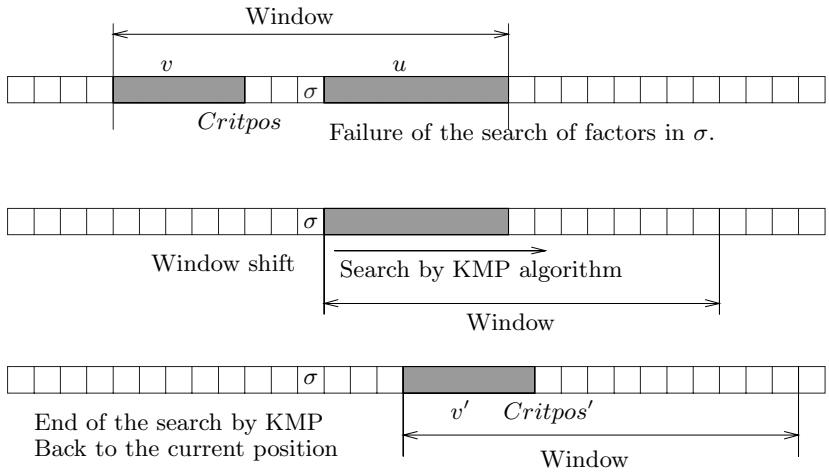 Window
v u
σ
Critpos
Failure of the search of factors in σ.
σ
Window shift
Search by KMP algorithm
Window
σ
v′ Critpos′
End of the search by KMP
Back to the current position
Window